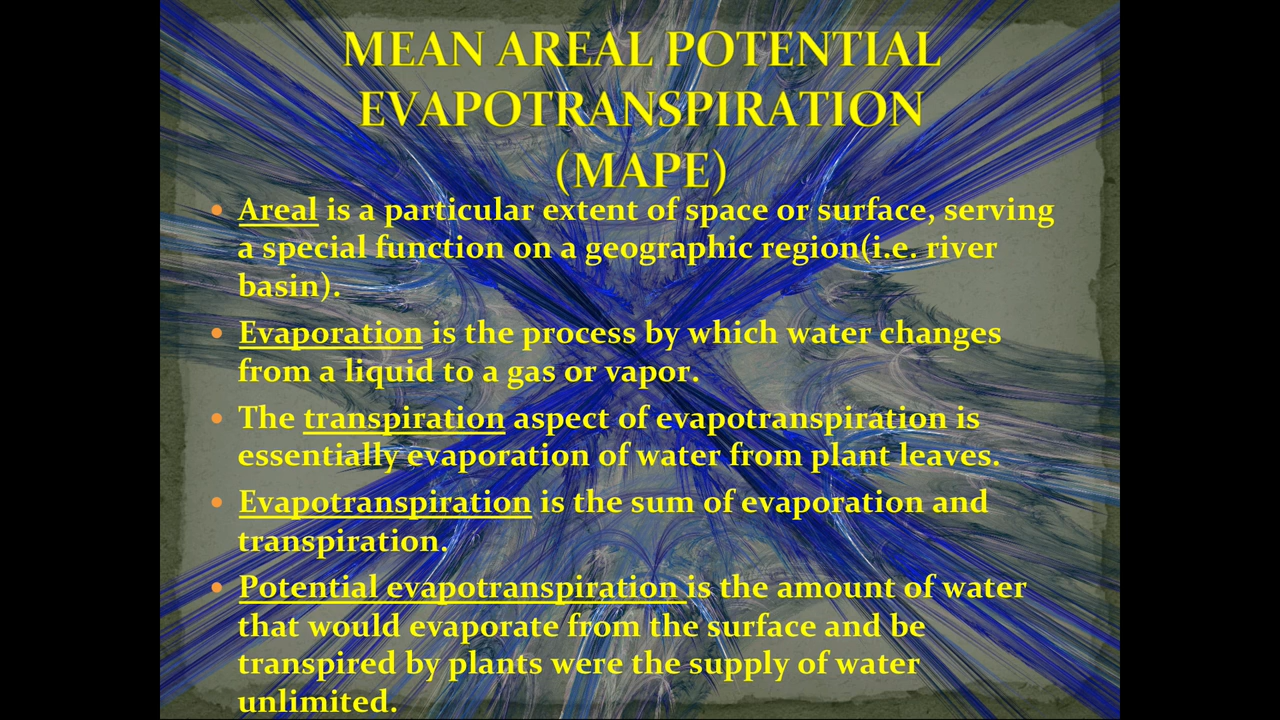 MEAN AREAL POTENTIAL
EVAPOTRANSPIRATION
(MAPE)
• Areal is a particular extent of space or surface, serving
a special function on a geographic region(i.e. river
basin).
• Evaporation is the process by which water changes
from a liquid to a gas or vapor.
• The transpiration aspect of evapotranspiration is
essentially evaporation of water from plant leaves.
• Evapotranspiration is the sum of evaporation and
transpiration.
• Potential evapotranspiration is the amount of water
that would evaporate from the surface and be
transpired by plants were the supply of water
unlimited.